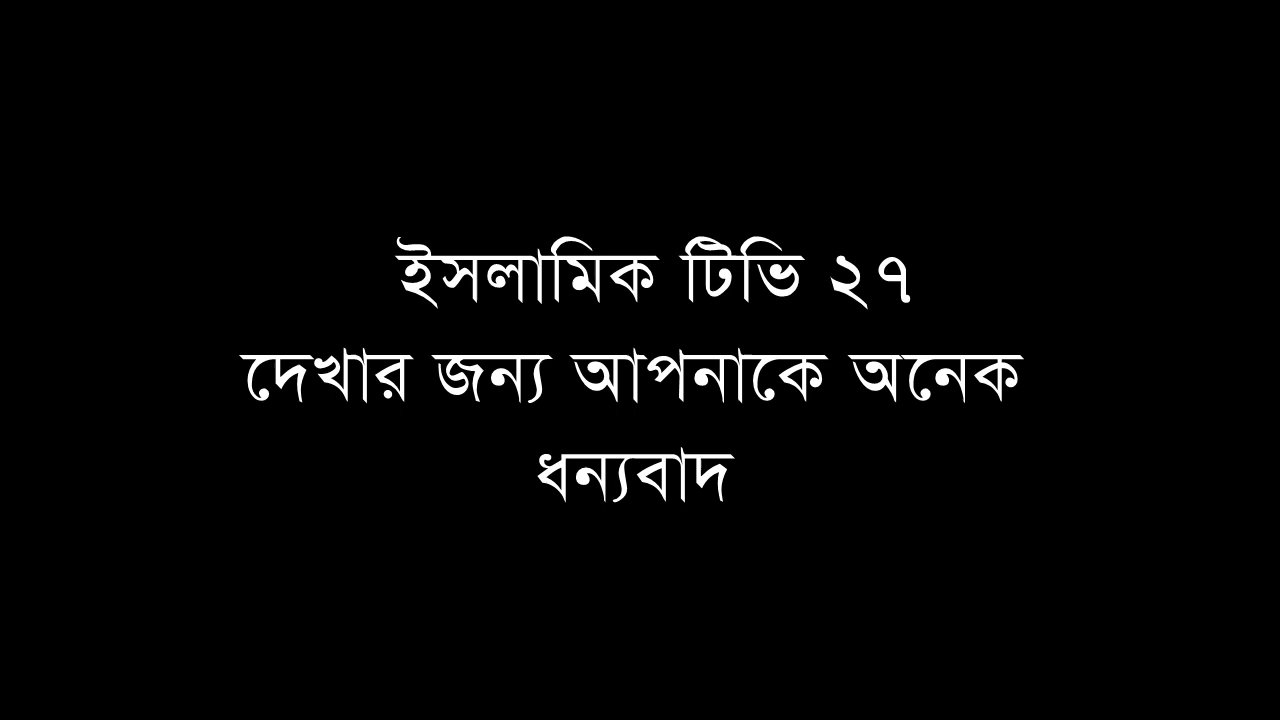 ইসলামিক টিভি ২৭
দেখার জন্য আপনাকে অনেক
ধন্যবাদ